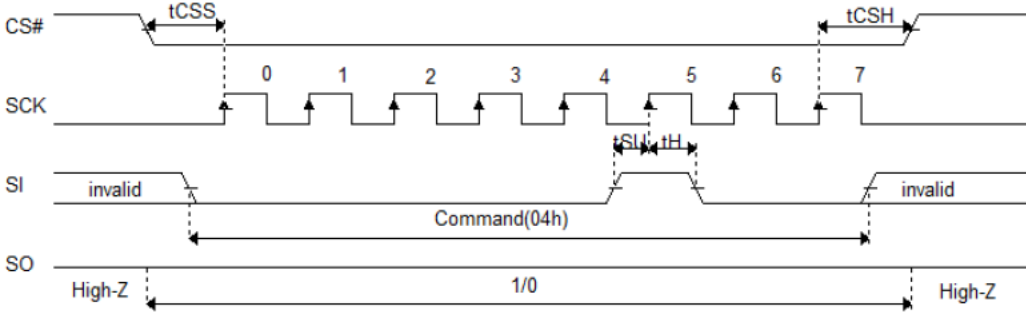 CS# tCSS tCSH
0 1 2 3 4 5 6 7
SCK
tSU tH
SI invalid invalid
Command(04h)
SO
High-Z 1/0 High-Z